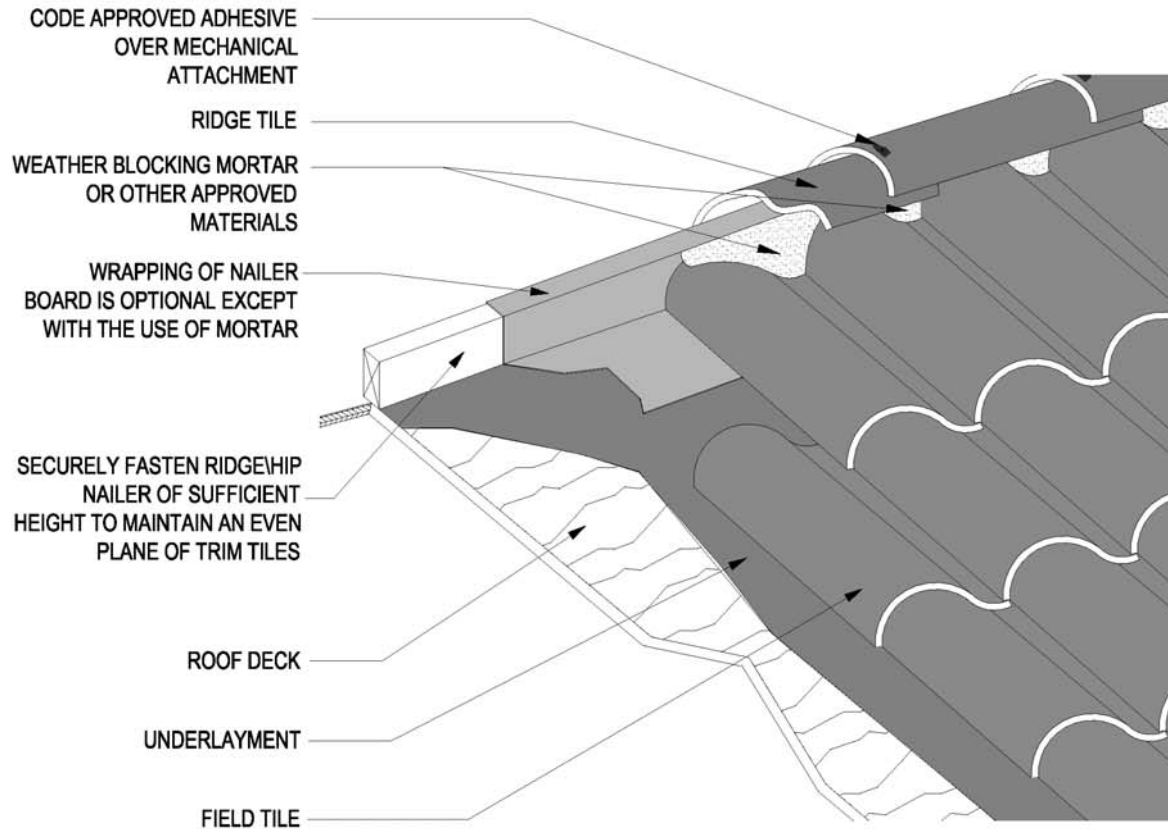 CODE APPROVED ADHESIVE
OVER MECHANICAL
ATTACHMENT
RIDGE TILE
WEATHER BLOCKING MORTAR
OR OTHER APPROVED
MATERIALS
WRAPPING OF NAILER
BOARD IS OPTIONAL EXCEPT
WITH THE USE OF MORTAR
SECURELY FASTEN RIDGE\HIP
NAILER OF SUFFICIENT
HEIGHT TO MAINTAIN AN EVEN
PLANE OF TRIM TILES
ROOF DECK
UNDERLAYMENT
FIELD TILE